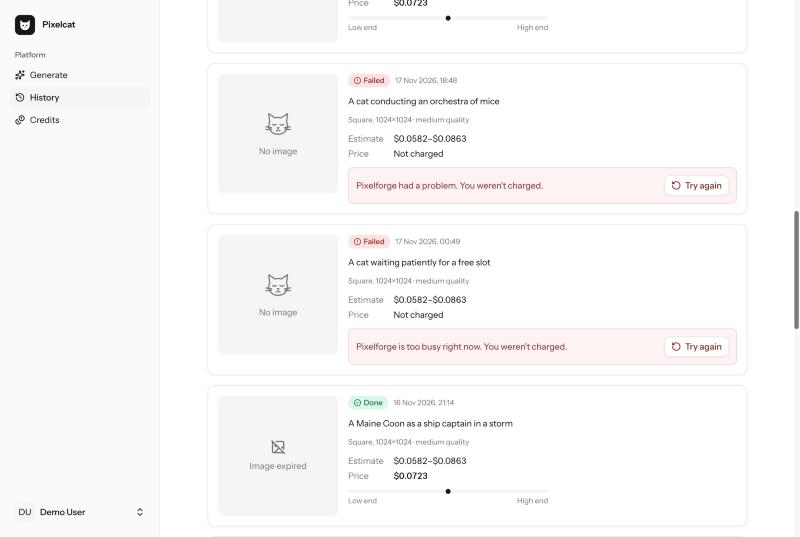 Pixelcat
Platform
Generate
History
Credits
DU Demo User
Price $0.0723
Low end High end
No image
Failed 17 Nov 2026, 18:48
A cat conducting an orchestra of mice
Square, 1024×1024 · medium quality
Estimate $0.0582–$0.0863
Price Not charged
Pixelforge had a problem. You weren't charged. Try again
No image
Failed 17 Nov 2026, 00:49
A cat waiting patiently for a free slot
Square, 1024×1024 · medium quality
Estimate $0.0582–$0.0863
Price Not charged
Pixelforge is too busy right now. You weren't charged. Try again
Image expired
Done 16 Nov 2026, 21:14
A Maine Coon as a ship captain in a storm
Square, 1024×1024 · medium quality
Estimate $0.0582–$0.0863
Price $0.0723
Low end High end